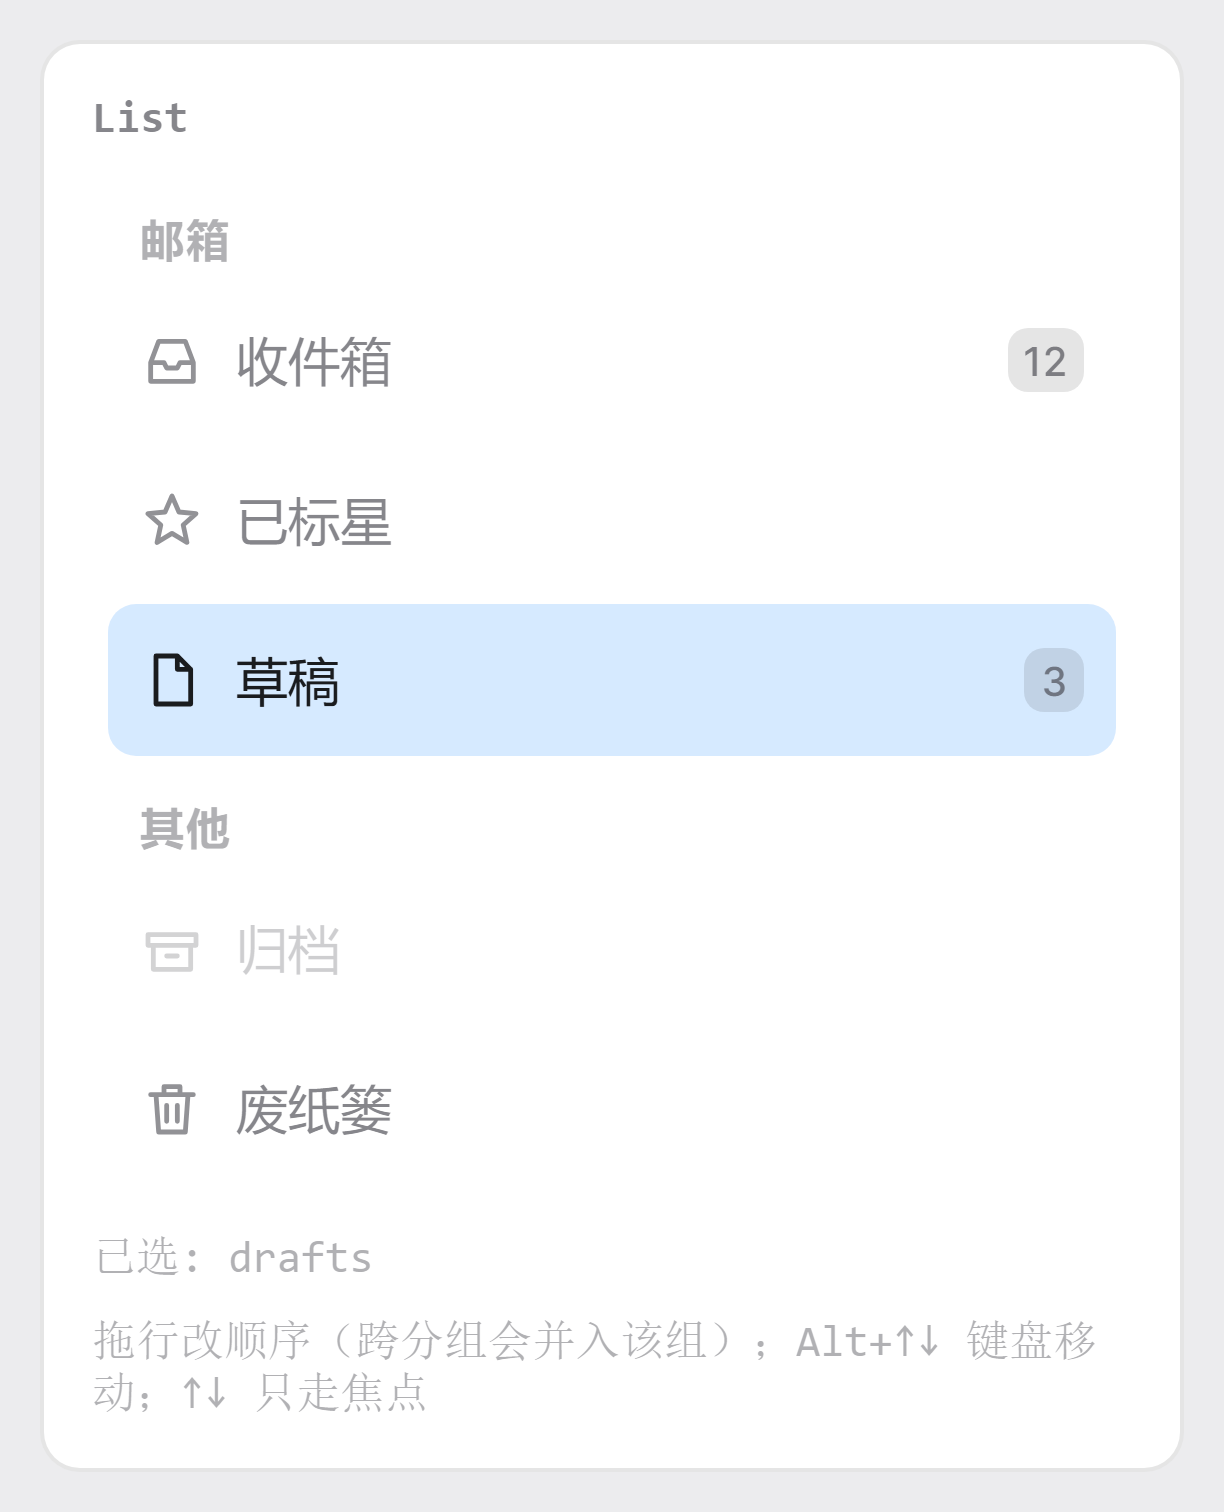 List
邮箱
收件箱 12
已标星
草稿 3
其他
归档
废纸篓
已选: drafts
拖行改顺序（跨分组会并入该组）; Alt+↑↓ 键盘移
动; ↑↓ 只走焦点